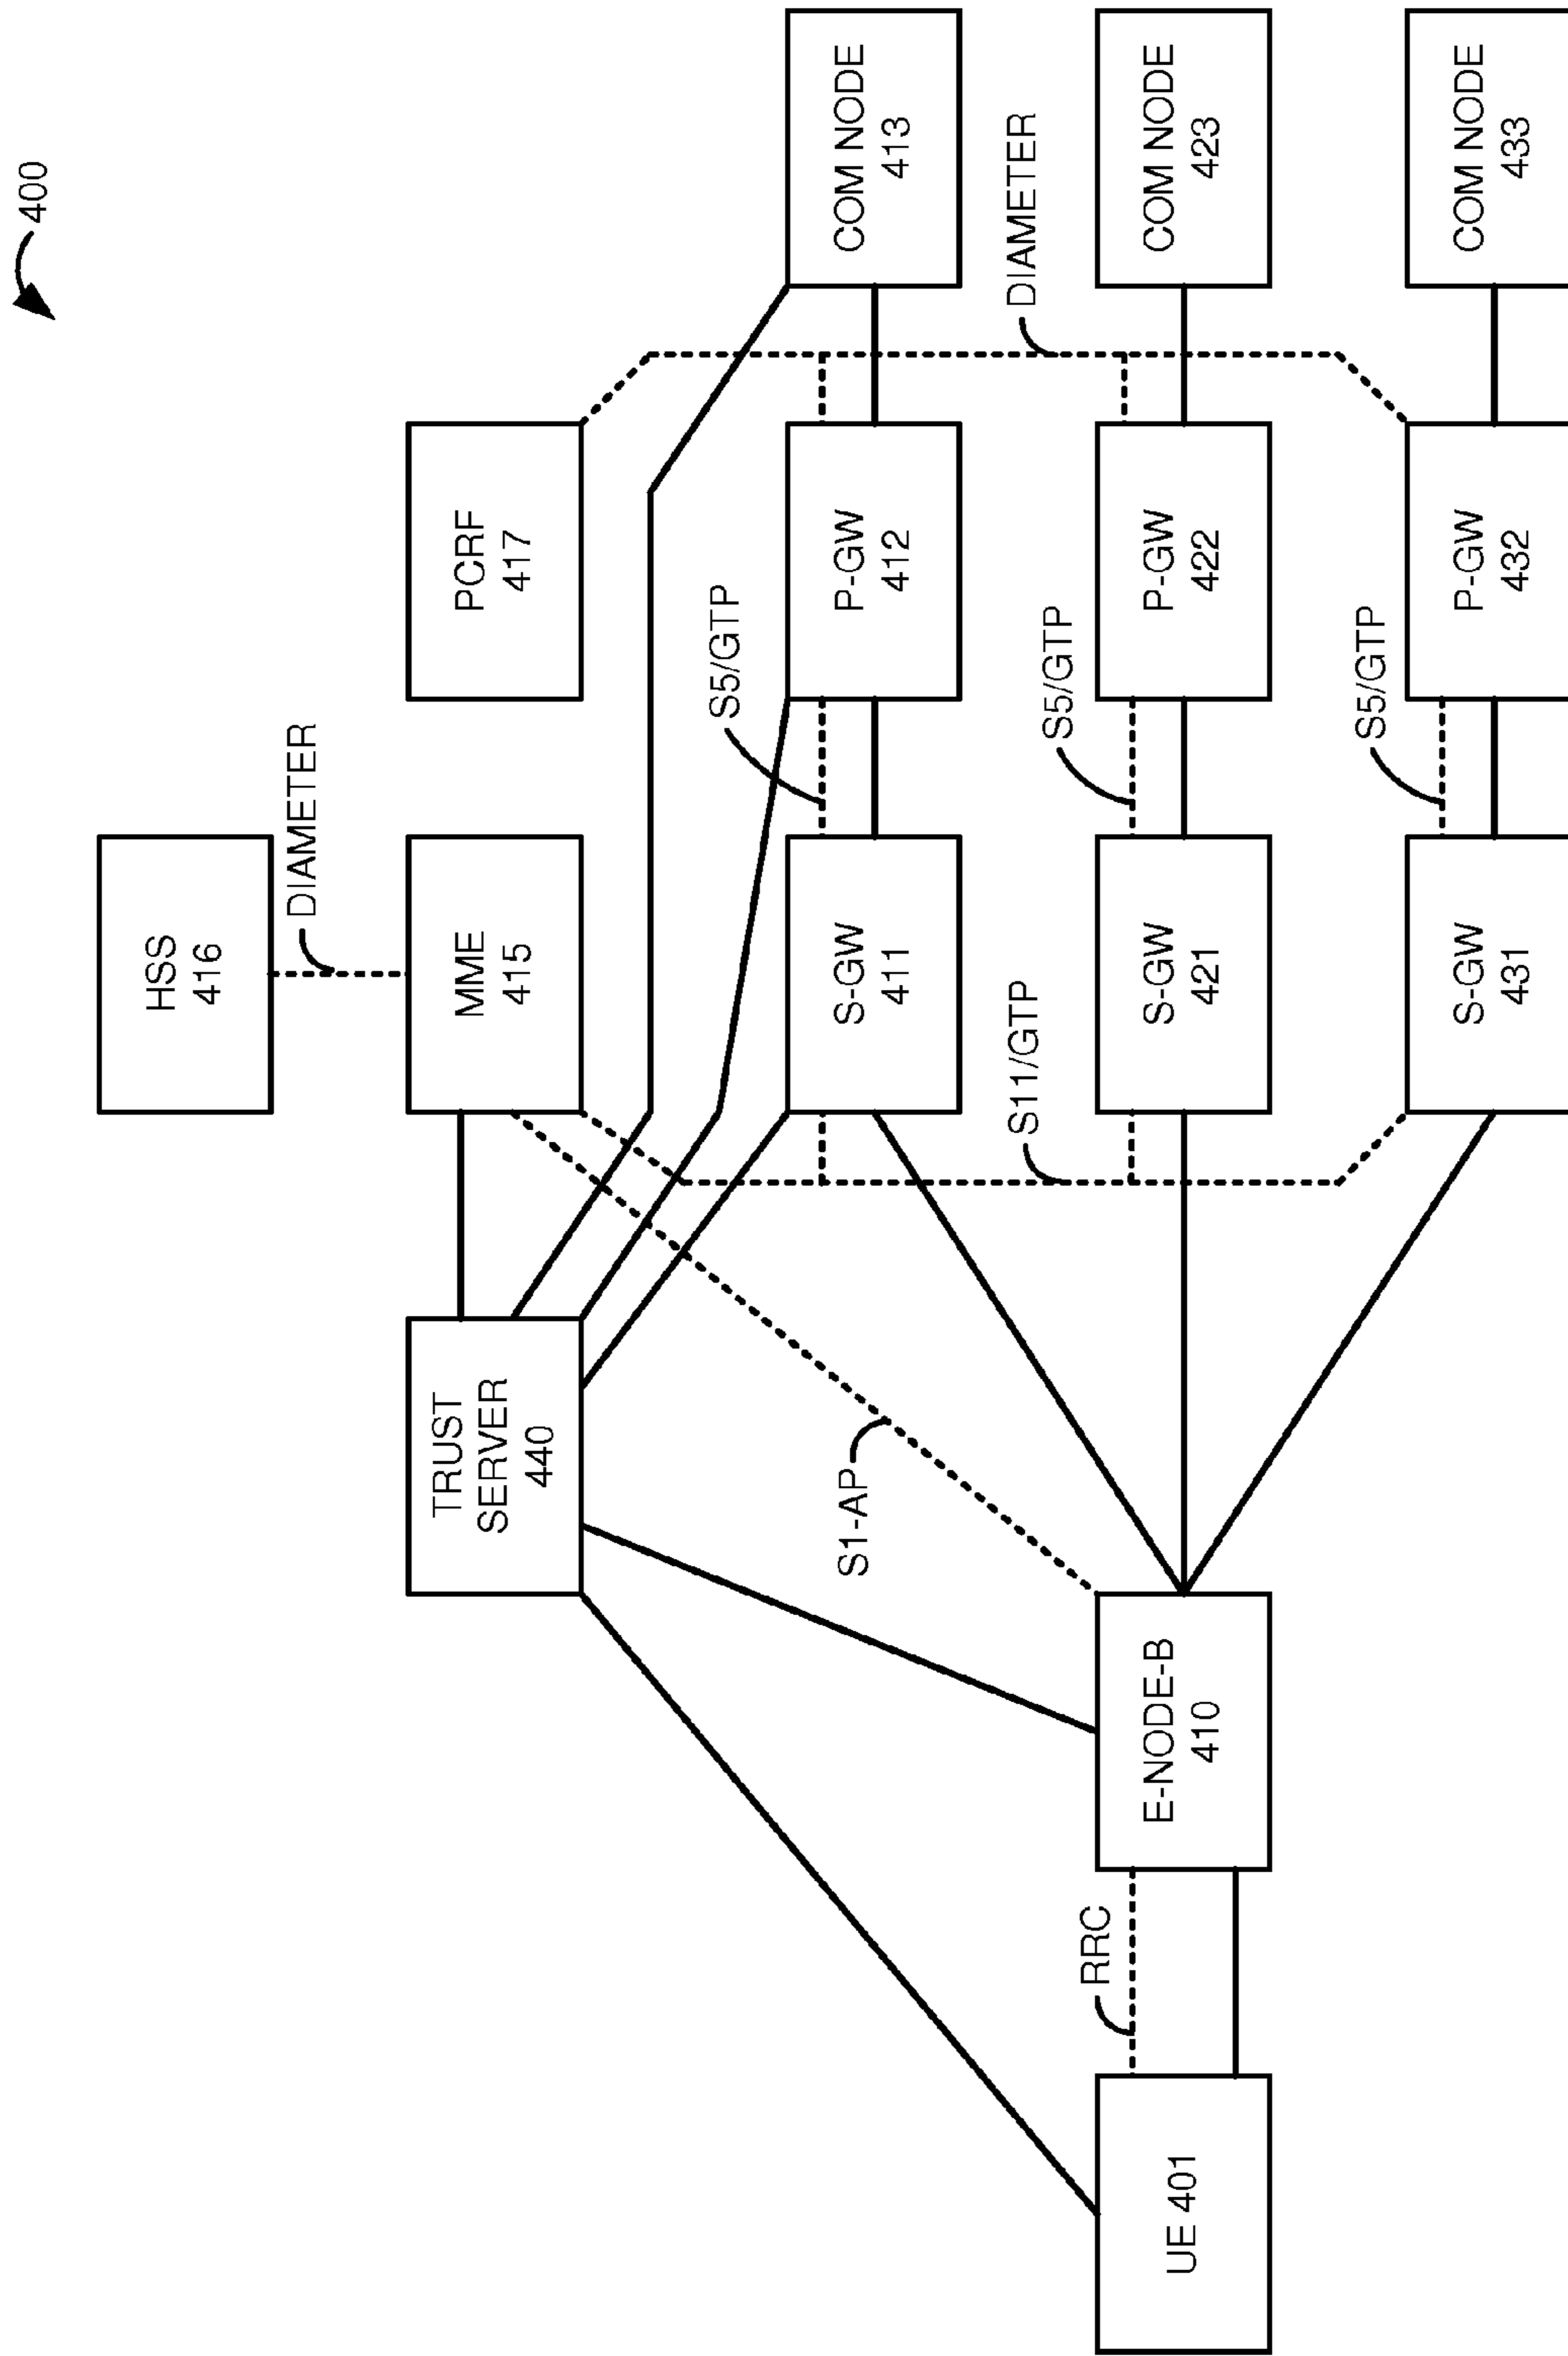 400
HSS
416
DIAMETER
TRUST
SERVER
440
MME
415
PCRF
417
S5/GTP
S1-AP
S-GW
411
P-GW
412
COM NODE
413
S11/GTP
S5/GTP
DIAMETER
RRC
UE 401
E-NODE-B
410
S-GW
421
P-GW
422
COM NODE
423
S5/GTP
S-GW
431
P-GW
432
COM NODE
433